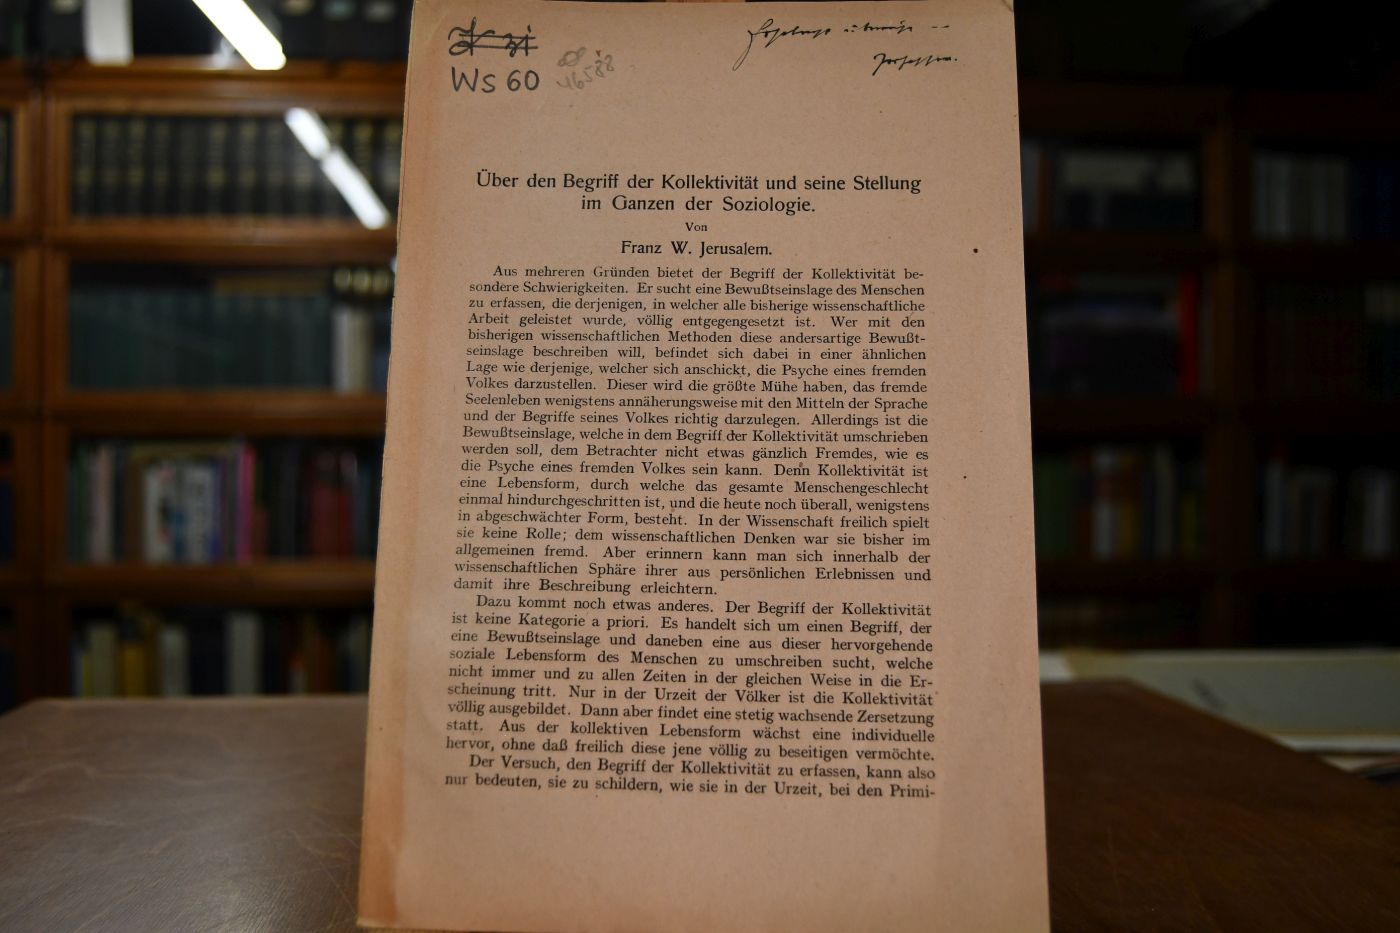 WS 60
Über den Begriff der Kollektivität und seine Stellung
im Ganzen der Soziologie.
Von
Franz W. Jerusalem.
Aus mehreren Gründen bietet der Begriff der Kollektivität be-
sondere Schwierigkeiten. Er sucht eine Bewußtseinslage des Menschen
zu erfassen, die derjenigen, in welcher alle bisherige wissenschaftliche
Arbeit geleistet wurde, völlig entgegengesetzt ist. Wer mit den
bisherigen wissenschaftlichen Methoden diese andersartige Bewußt-
seinslage beschreiben will, befindet sich dabei in einer ähnlichen
Lage wie derjenige, welcher sich anschickt, die Psyche eines fremden
Volkes darzustellen. Dieser wird die größte Mühe haben, das fremde
Seelenleben wenigstens annäherungsweise mit den Mitteln der Sprache
und der Begriffe seines Volkes richtig darzulegen. Allerdings ist die
Bewußtseinslage, welche in dem Begriff der Kollektivität umschrieben
werden soll, dem Betrachter nicht etwas gänzlich Fremdes, wie es
die Psyche eines fremden Volkes sein kann. Denn Kollektivität ist
eine Lebensform, durch welche das gesamte Menschengeschlecht
einmal hindurchgeschritten ist, und die heute noch überall, wenigstens
in abgeschwächter Form, besteht. In der Wissenschaft freilich spielt
sie keine Rolle; dem wissenschaftlichen Denken war sie bisher im
allgemeinen fremd. Aber erinnern kann man sich innerhalb der
wissenschaftlichen Sphäre ihrer aus persönlichen Erlebnissen und
damit ihre Beschreibung erleichtern.
Dazu kommt noch etwas anderes. Der Begriff der Kollektivität
ist keine Kategorie a priori. Es handelt sich um einen Begriff, der
eine Bewußtseinslage und daneben eine aus dieser hervorgehende
soziale Lebensform des Menschen zu umschreiben sucht, welche
nicht immer und zu allen Zeiten in der gleichen Weise in die Er-
scheinung tritt. Nur in der Urzeit der Völker ist die Kollektivität
völlig ausgebildet. Dann aber findet eine stetig wachsende Zersetzung
statt. Aus der kollektiven Lebensform wächst eine individuelle
hervor, ohne daß freilich diese jene völlig zu beseitigen vermöchte.
Der Versuch, den Begriff der Kollektivität zu erfassen, kann also
nur bedeuten, sie zu schildern, wie sie in der Urzeit, bei den Primi-